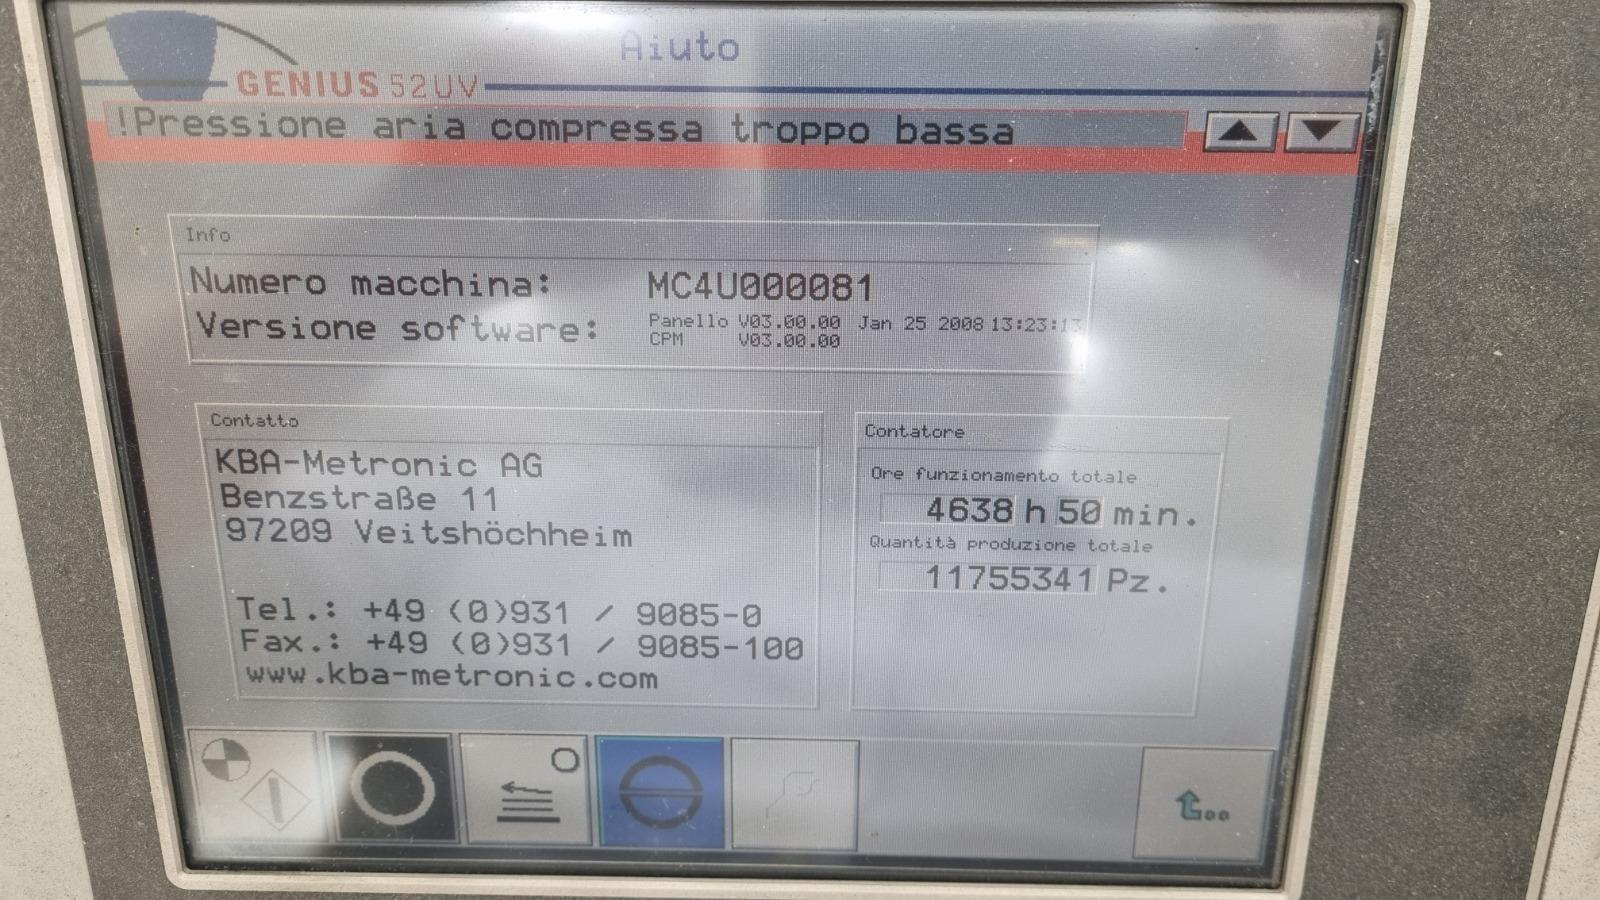 Aiuto
GENIUS 52UV
!Pressione aria compressa troppo bassa
Info
Numero macchina: MC4U000081
Versione software: Panello V03.00.00 Jan 25 2008 13:23:13
CPM V03.00.00
Contatto
KBA-Metronic AG
Benzstraße 11
97209 Veitshöchheim
Tel.: +49 (0)931 / 9085-0
Fax.: +49 (0)931 / 9085-100
www.kba-metronic.com
Contatore
Ore funzionamento totale
4638 h 50 min.
Quantità produzione totale
11755341 Pz.